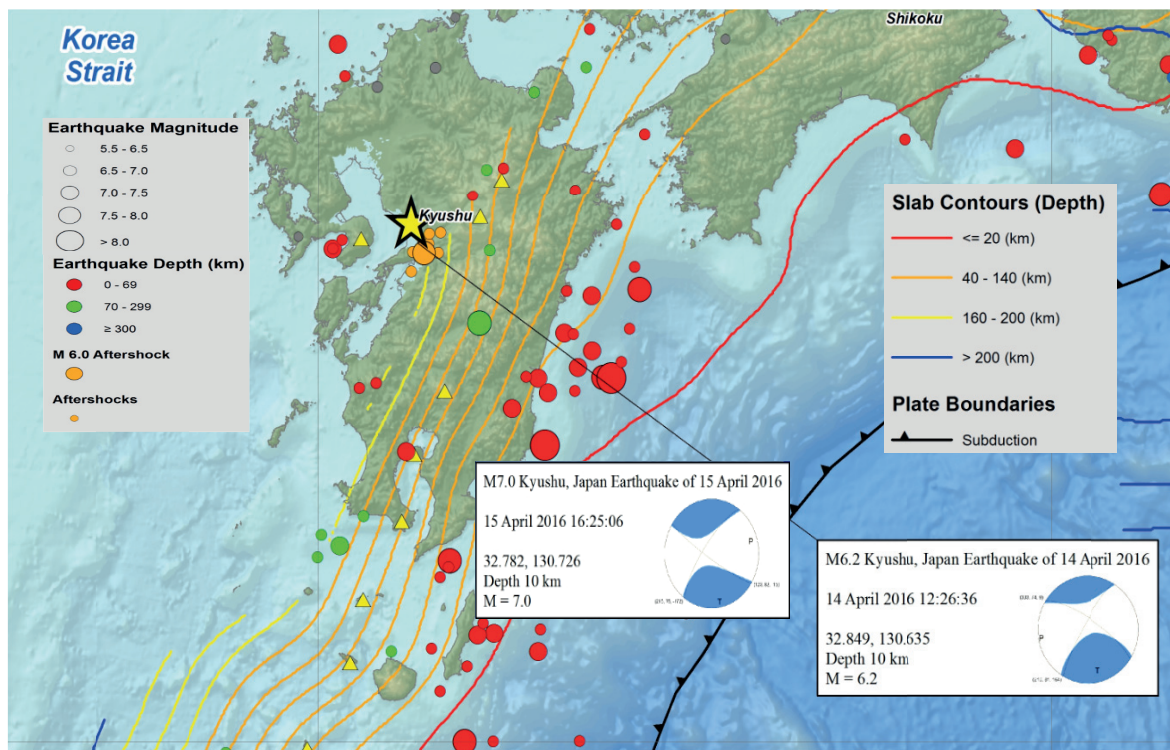 Korea
Strait
Shikoku
Kyushu
Earthquake Magnitude
5.5 - 6.5
6.5 - 7.0
7.0 - 7.5
7.5 - 8.0
> 8.0
Earthquake Depth (km)
0 - 69
70 - 299
≥ 300
M 6.0 Aftershock
Aftershocks
Slab Contours (Depth)
<= 20 (km)
40 - 140 (km)
160 - 200 (km)
> 200 (km)
Plate Boundaries
Subduction
M7.0 Kyushu, Japan Earthquake of 15 April 2016
15 April 2016 16:25:06
32.782, 130.726
Depth 10 km
M = 7.0
P
T
M6.2 Kyushu, Japan Earthquake of 14 April 2016
14 April 2016 12:26:36
32.849, 130.635
Depth 10 km
M = 6.2
P
T